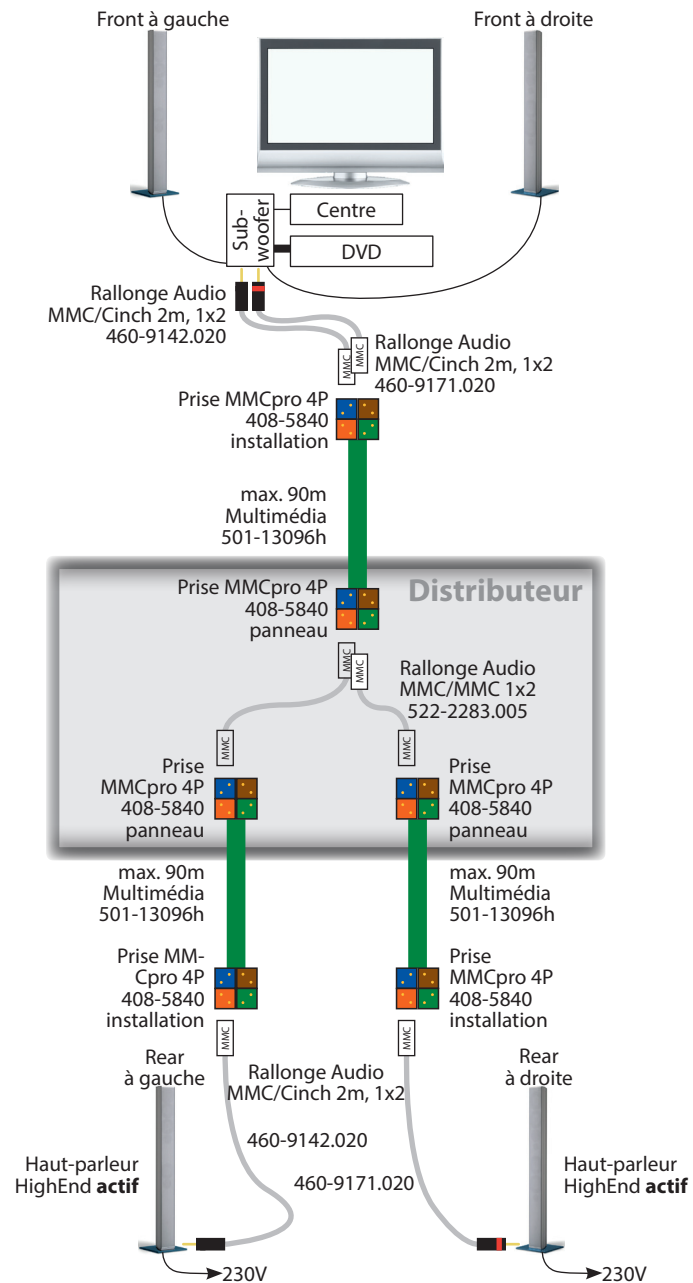 Front à gauche
Front à droite
Sub-
woofer
Centre
DVD
Rallonge Audio
MMC/Cinch 2m, 1x2
460-9142.020
Rallonge Audio
MMC/Cinch 2m, 1x2
460-9171.020
MMC
MMC
Prise MMCpro 4P
408-5840
installation
max. 90m
Multimédia
501-13096h
Distributeur
Prise MMCpro 4P
408-5840
panneau
MMC
MMC
Rallonge Audio
MMC/MMC 1x2
522-2283.005
MMC
MMC
Prise
MMCpro 4P
408-5840
panneau
Prise
MMCpro 4P
408-5840
panneau
max. 90m
Multimédia
501-13096h
max. 90m
Multimédia
501-13096h
Prise MM-
Cpro 4P
408-5840
installation
Prise
MMCpro 4P
408-5840
installation
MMC
MMC
Rear
à gauche
Rallonge Audio
MMC/Cinch 2m, 1x2
Rear
à droite
460-9142.020
460-9171.020
Haut-parleur
HighEnd actif
Haut-parleur
HighEnd actif
230V
230V